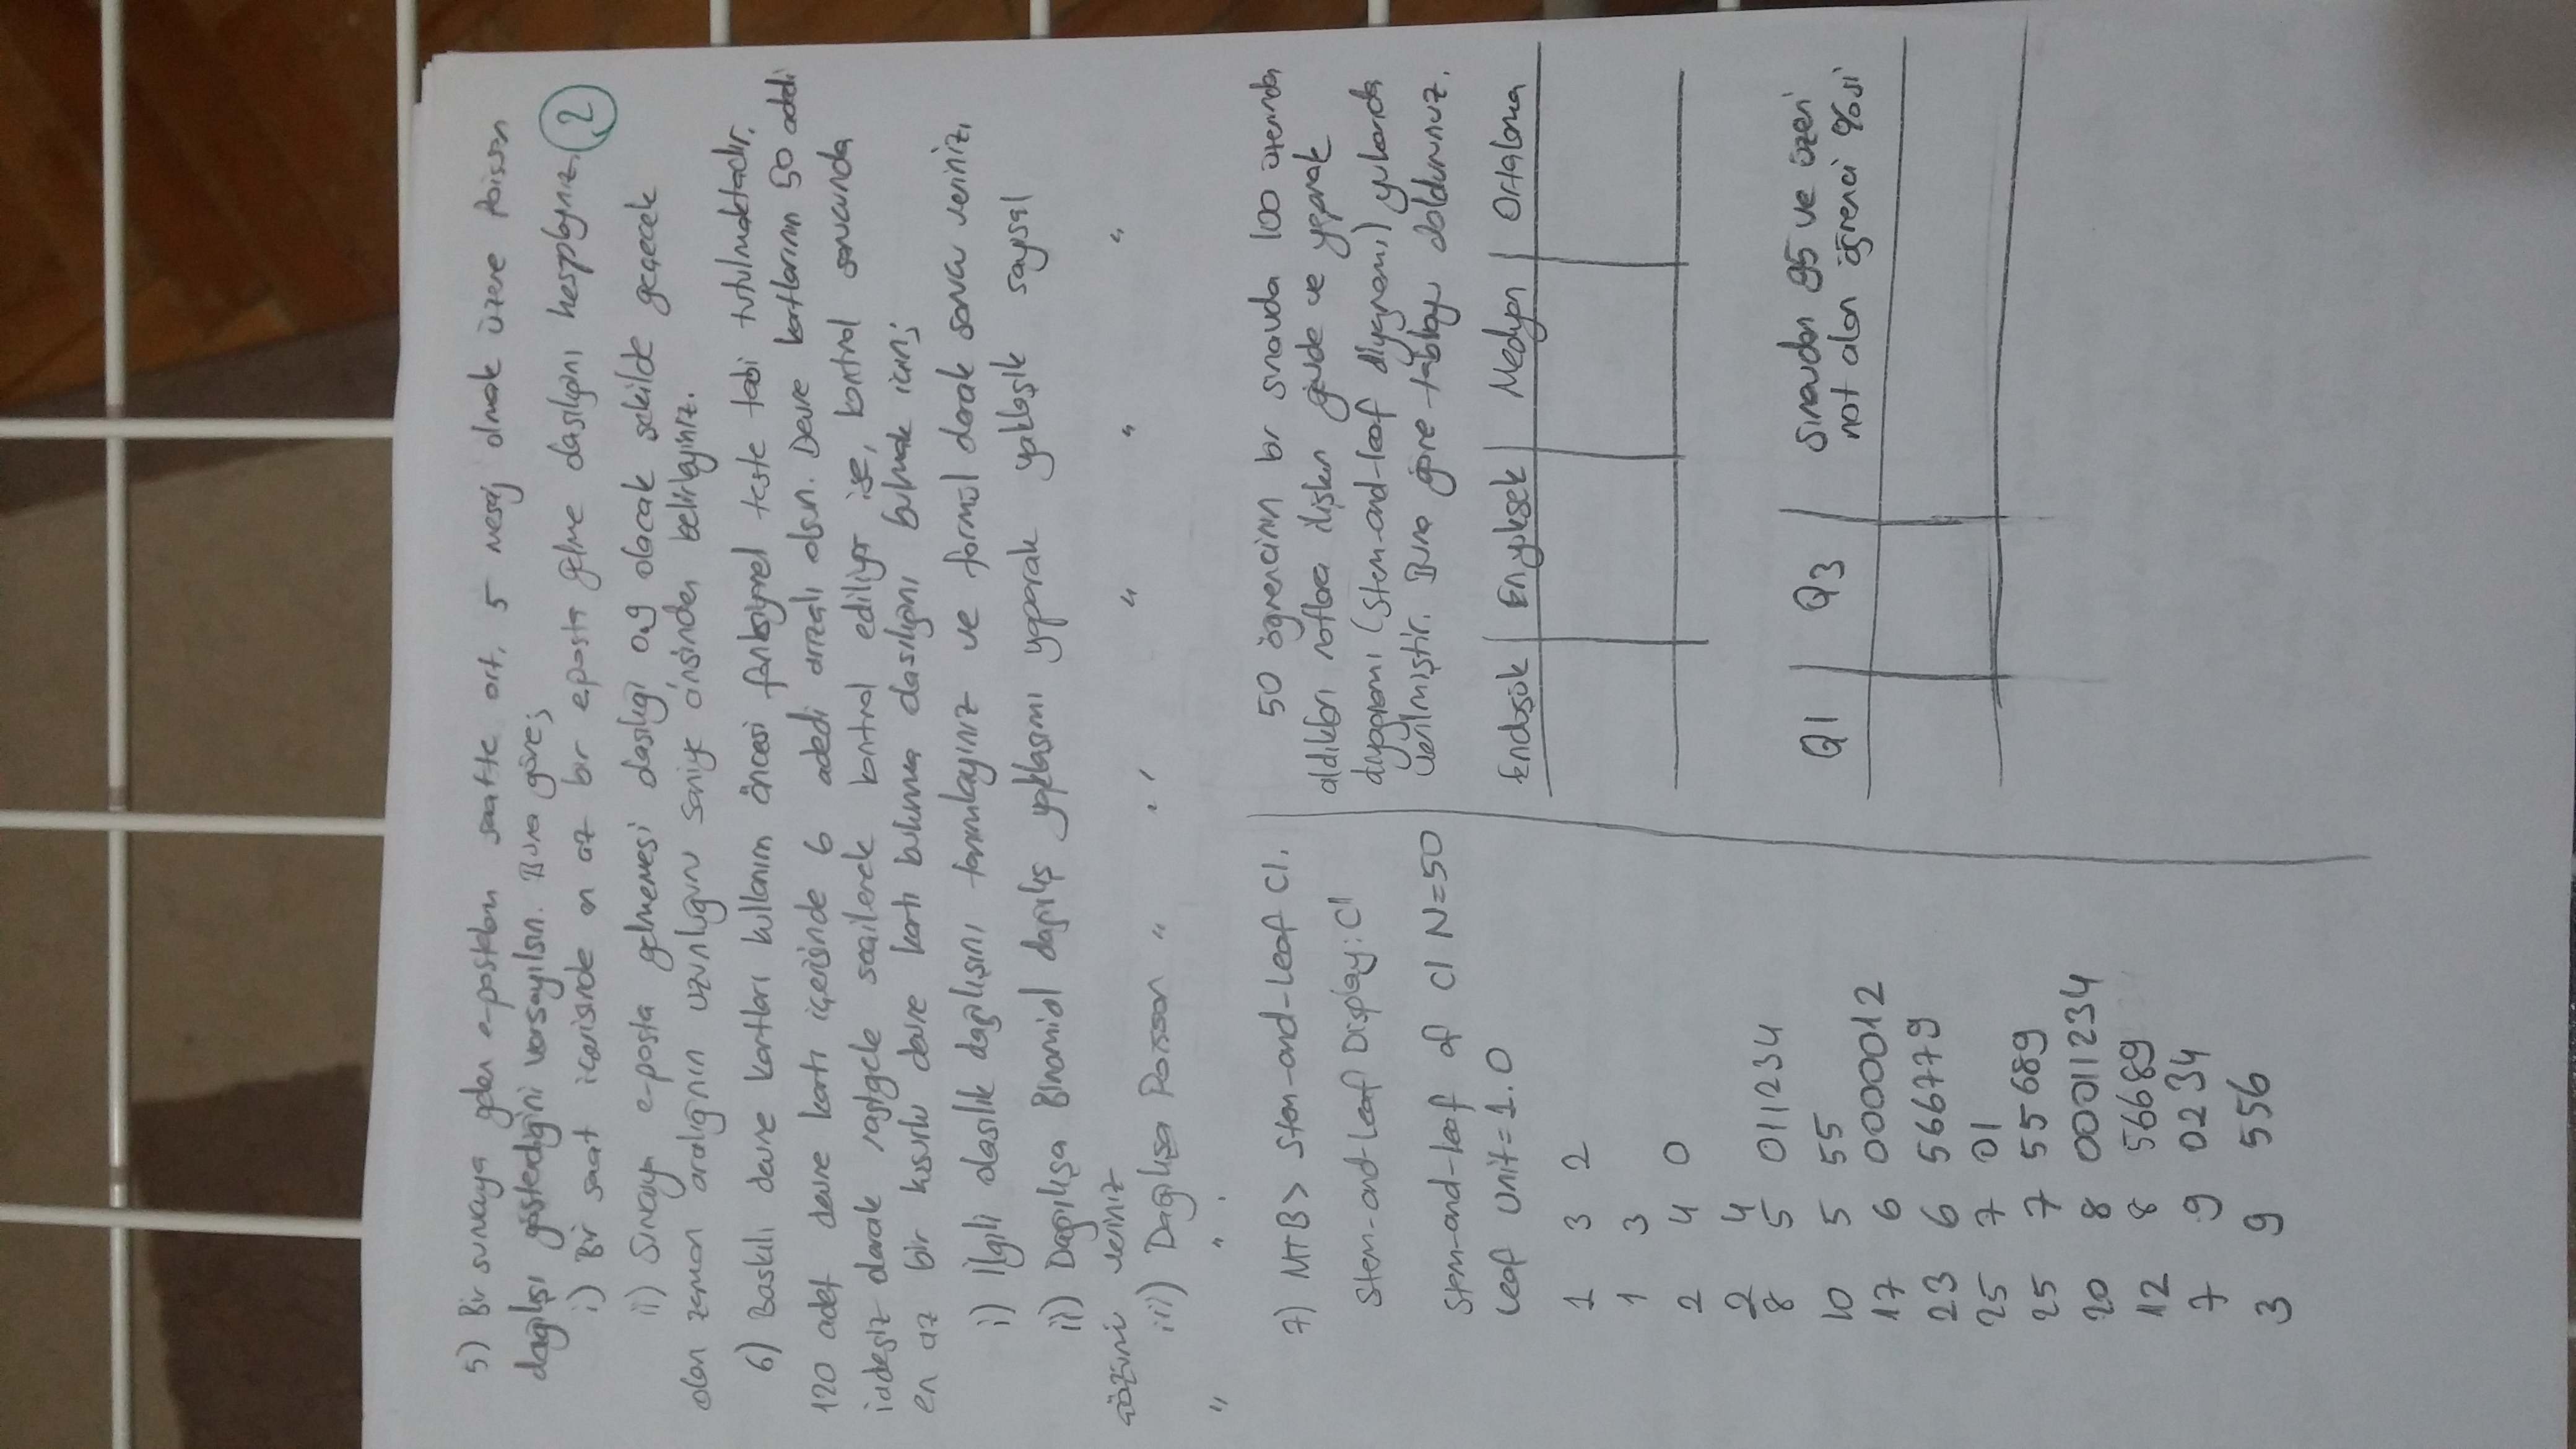 5) Bir sunucuya gelen e-postaların saatte ort. 5 mesaj olmak üzere Poisson
dağılışı gösterdiğini varsayılsın. Buna göre;
i) Bir saat içerisinde en az bir eposta gelme olasılığını hesaplayınız.
2
ii) Sunucuya e-posta gelmemesi olasılığı 0.9 olacak şekilde geçecek
olan zaman aralığının uzunluğunu saniye cinsinden belirleyiniz.
6) Baskılı devre kartları kullanım öncesi fonksiyonel teste tabi tutulmaktadır.
120 adet devre kartı içerisinde 6 adedi arızalı olsun. Devre kartlarının 50 adedi
iadesiz olarak rastgele seçilerek kontrol ediliyor ise, kontrol sonucunda
en az bir kusurlu devre kartı bulunma olasılığını bulmak için;
i) İlgili olasılık dağılışını tanımlayınız ve formül olarak sonucu veriniz.
ii) Dağılışa Binomial dağılış yaklaşımı yaparak yaklaşık sayısal
çözümü veriniz
iii) Dağılışa Poisson " " " " "
" " .
7) MTB> Stem-and-Leaf C1.
Stem-and-Leaf Display: C1
Stem-and-leaf of C1 N=50
Leaf Unit=1.0
1 3 2
1 3
2 4 0
2 4
8 5 011234
10 5 55
17 6 0000012
23 6 566779
25 7 01
25 7 55689
20 8 00011234
12 8 56689
7 9 0234
3 9 556
50 öğrencinin bir sınavda 100 üzerinden
aldıkları notlara ilişkin gövde ve yaprak
diyagramı (stem-and-leaf diyagramı) yukarıda
verilmiştir. Buna göre tabloyu doldurunuz.
En düşük En yüksek Medyan Ortalama
Q1 Q3 Sınavdan 95 ve üzeri
not alan öğrenci %si